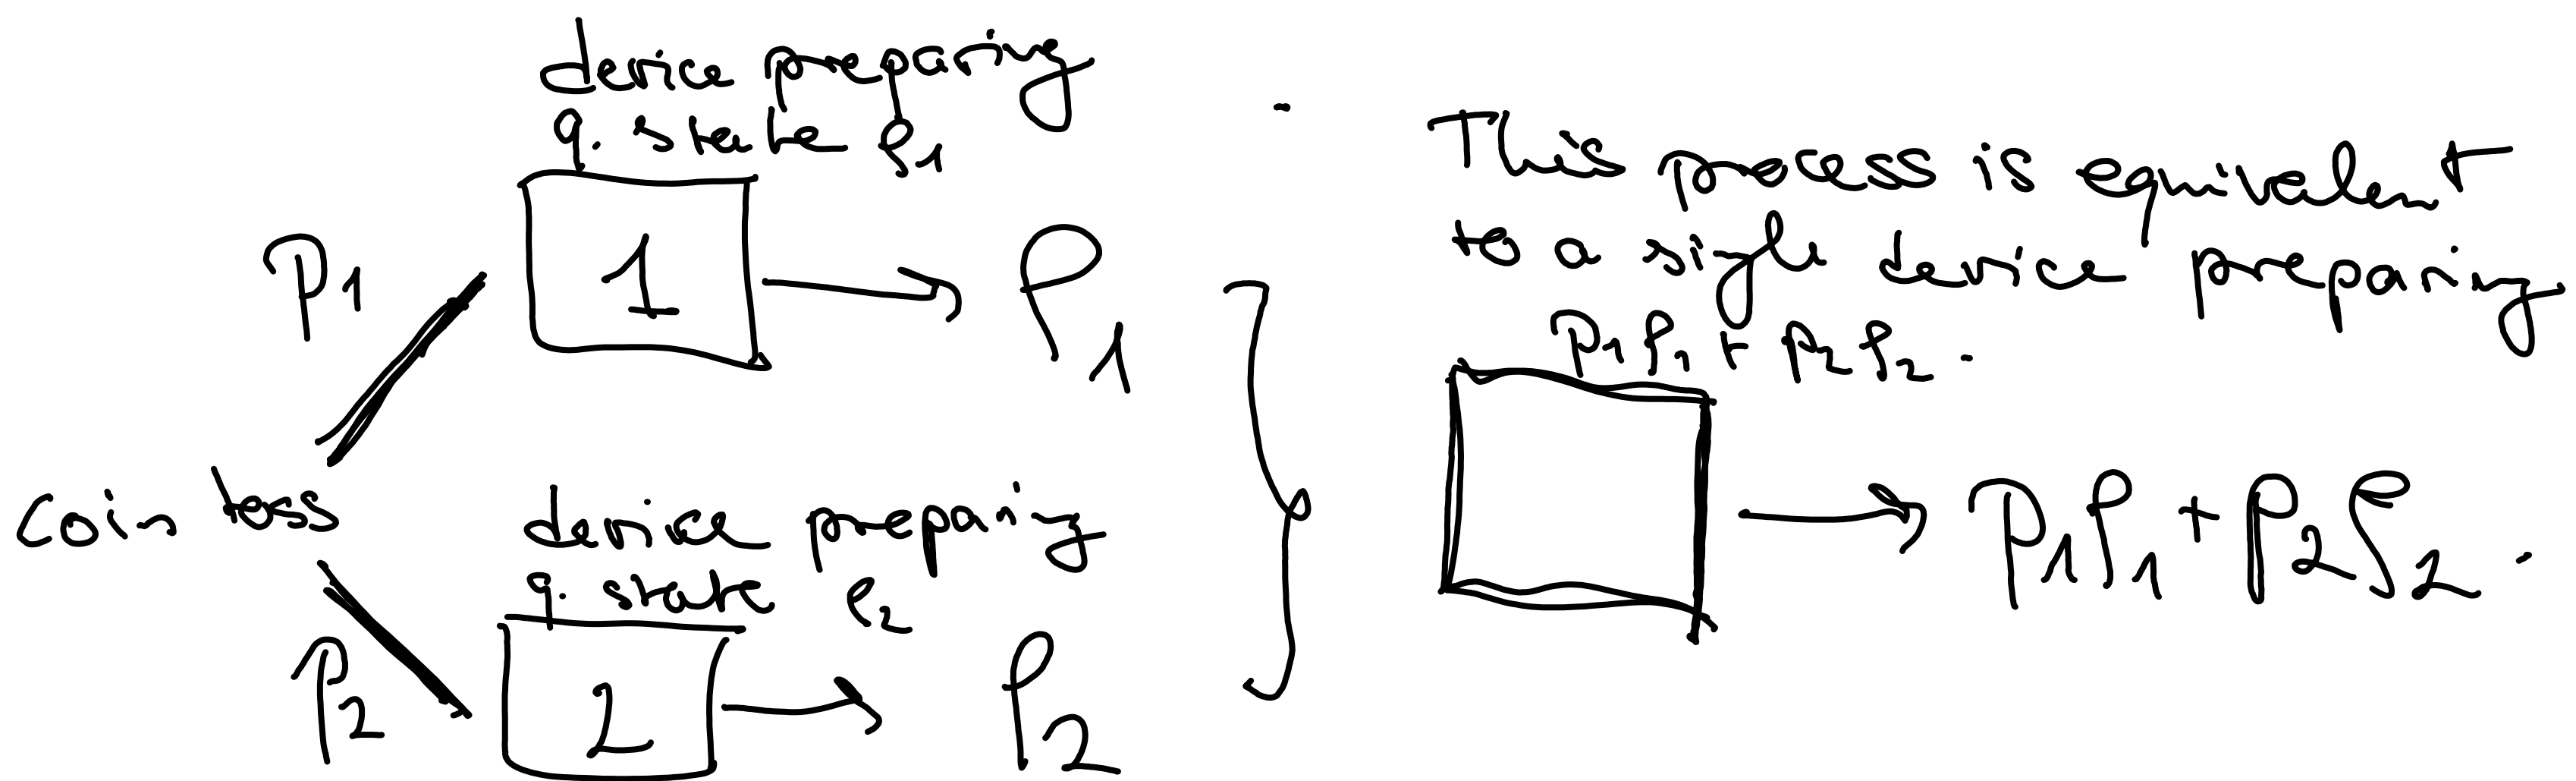 device preparing
q. state ρ1
P1
1
ρ1
coin toss
device preparing
q. state ρ2
P2
2
ρ2
This process is equivalent
to a sigle device preparing
p1ρ1 + p2ρ2.
p1ρ1 + p2ρ2.